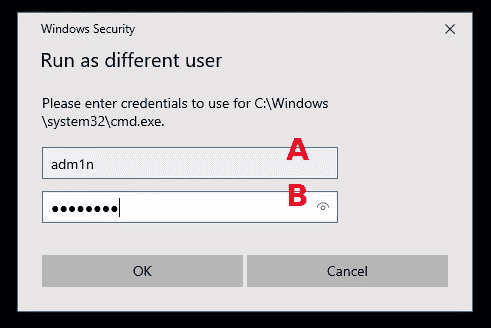 Windows Security
Run as different user
Please enter credentials to use for C:\Windows
\system32\cmd.exe.
A
adm1n
B
●●●●●●●●
OK Cancel